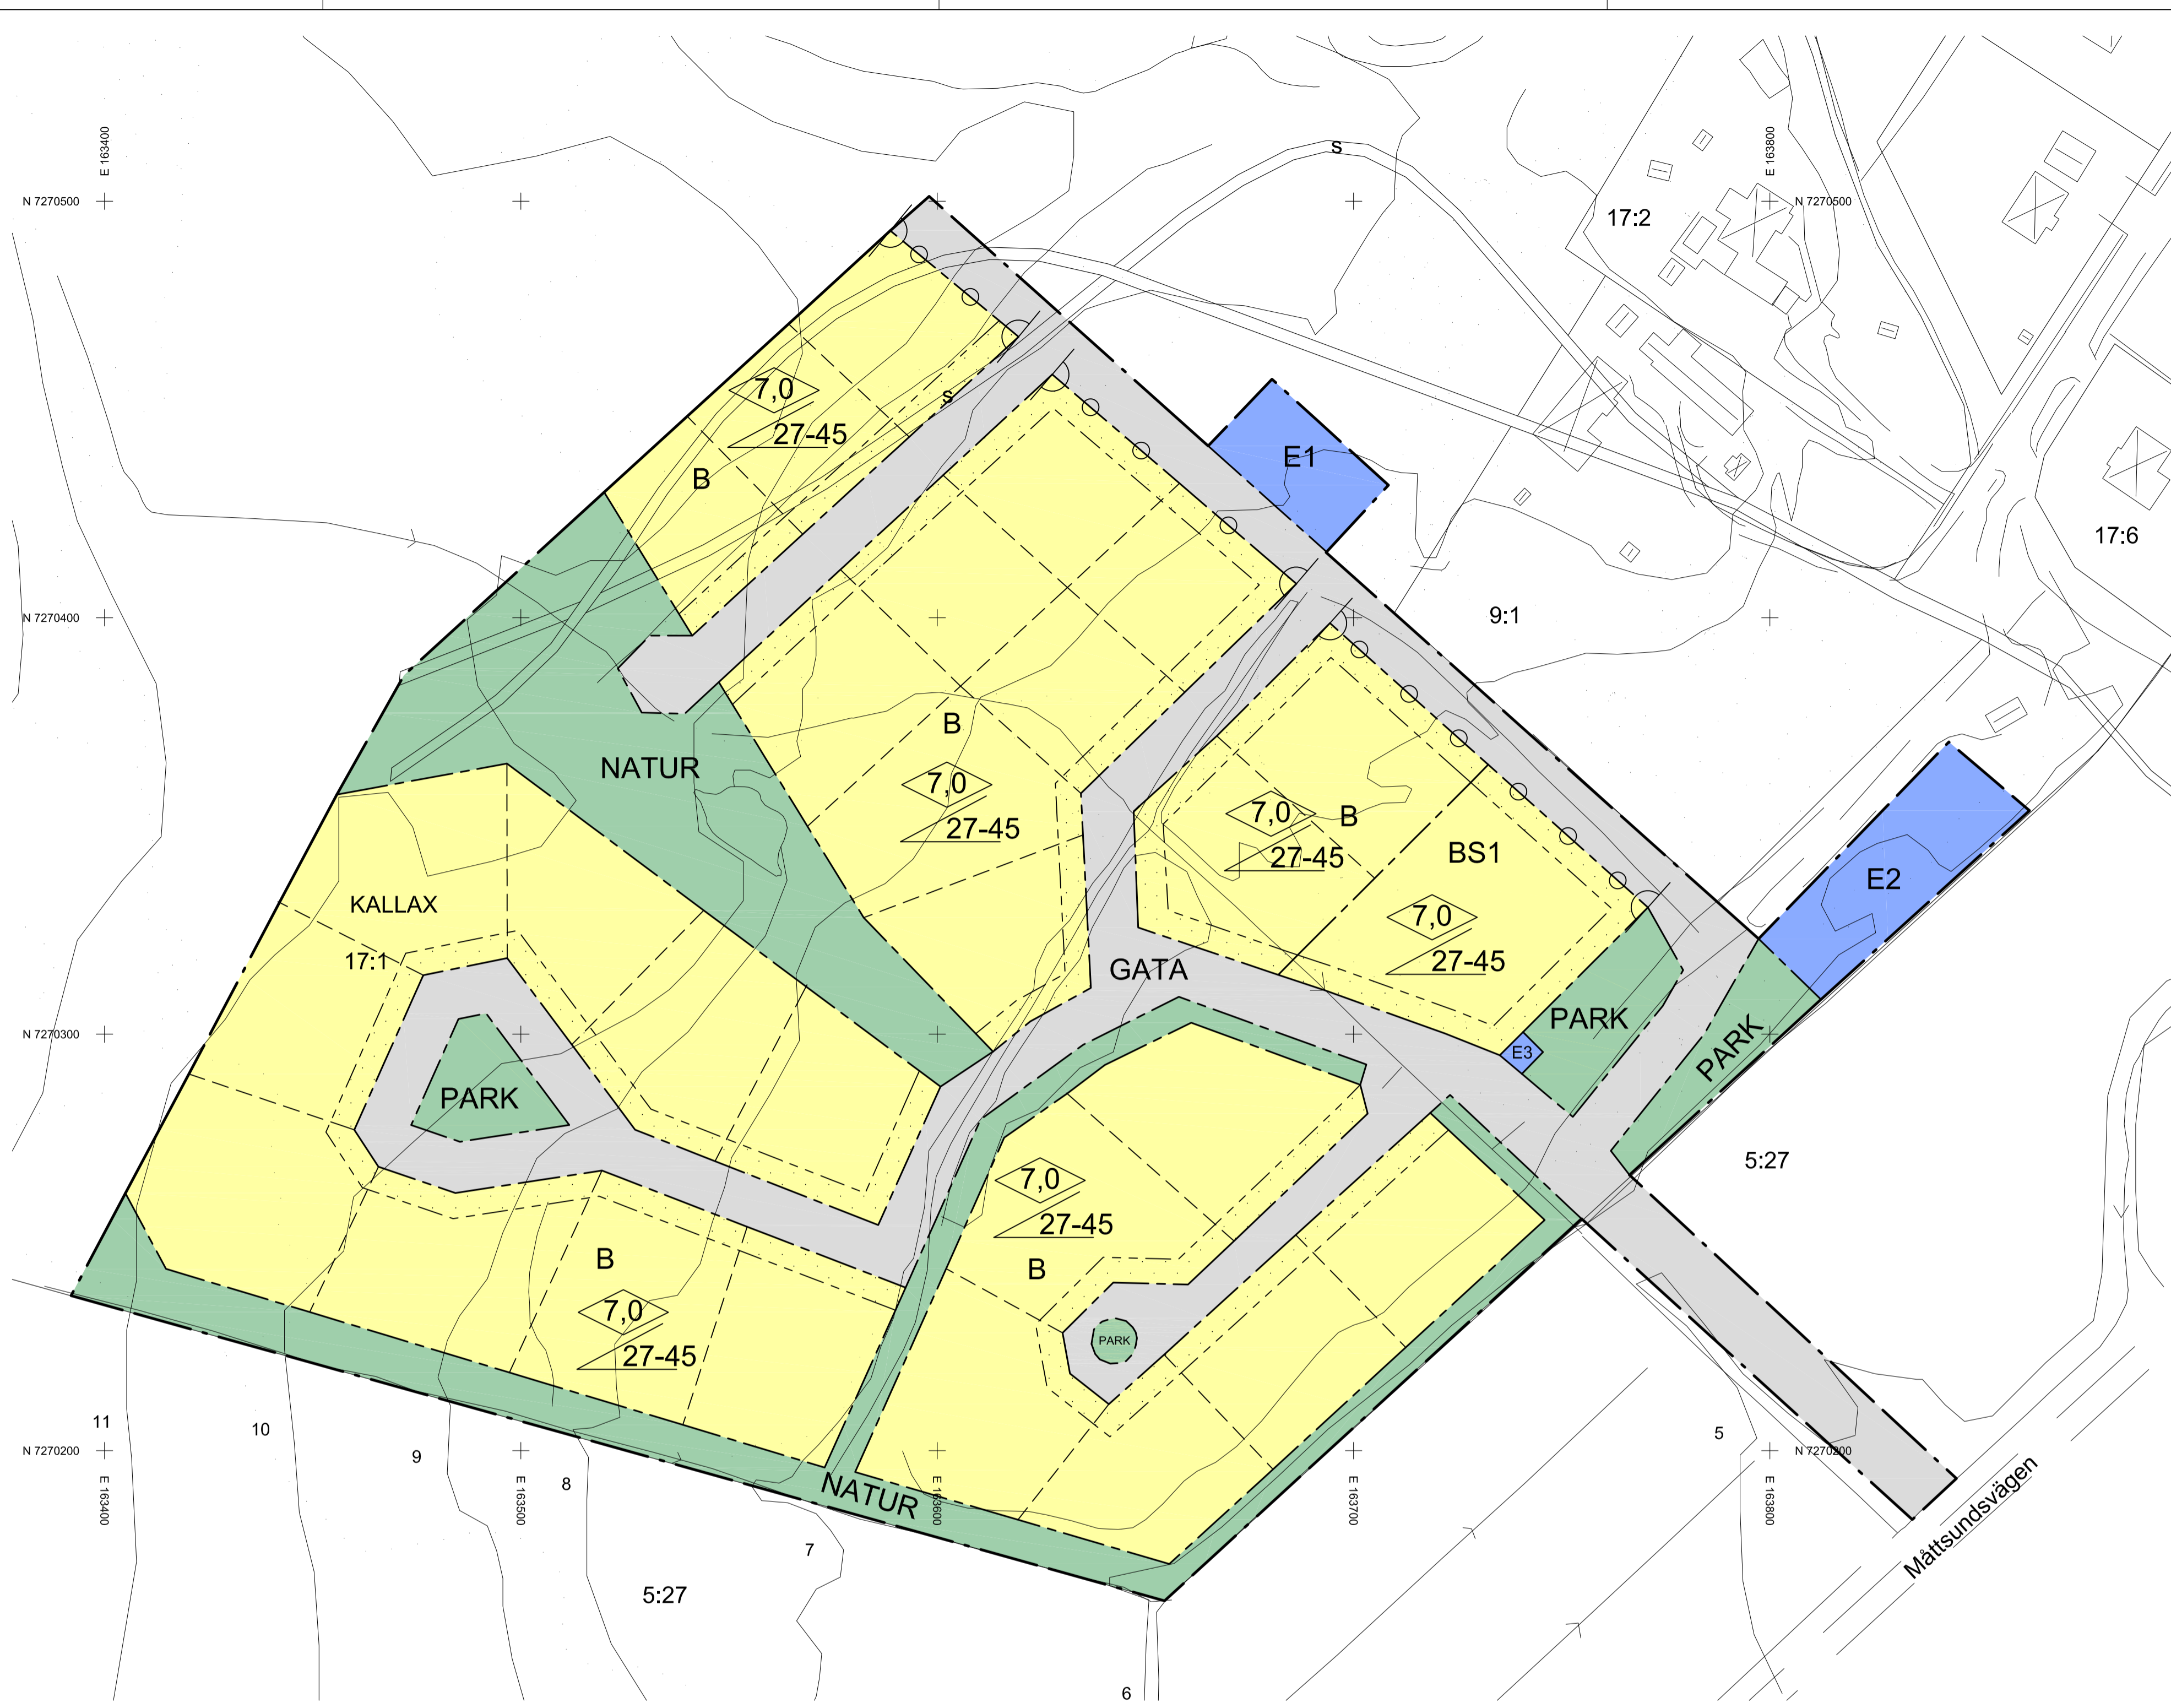 E 163400
E 163800
S
N 7270500
N 7270500
17:2
7,0
S
27-45
E1
B
17:6
N 7270400
9:1
B
NATUR
7,0
7,0
B
27-45
27-45
BS1
E2
KALLAX
7,0
17:1
27-45
GATA
PARK
N 7270300
PARK
E3
PARK
7,0
5:27
27-45
B
B
7,0
PARK
27-45
11
10
5
N 7270200
N 7270200
9
8
NATUR
E 163400
E 163500
E 163600
E 163700
E 163800
Måttsundsvägen
7
5:27
6